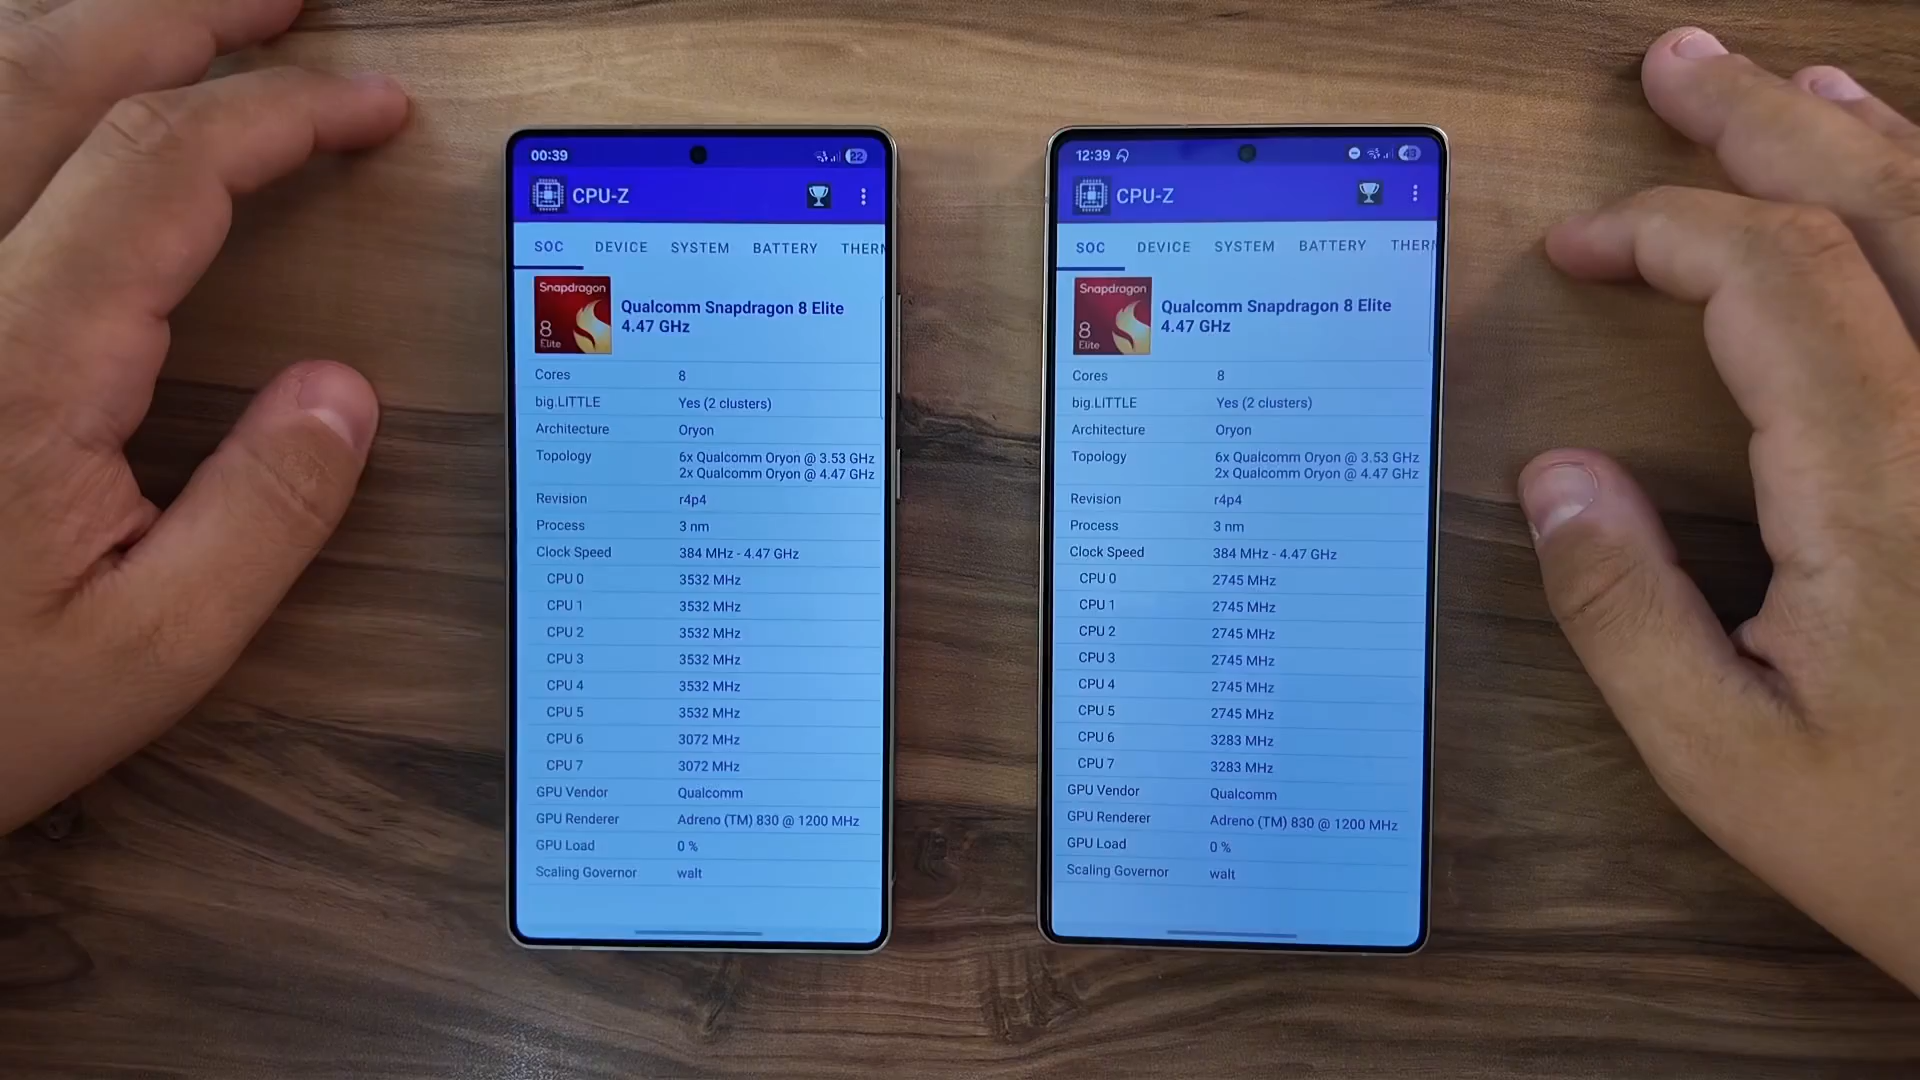 00:39
22
CPU-Z
SOC DEVICE SYSTEM BATTERY THERM
Snapdragon
8
Elite
Qualcomm Snapdragon 8 Elite
4.47 GHz
Cores 8
big.LITTLE Yes (2 clusters)
Architecture Oryon
Topology 6x Qualcomm Oryon @ 3.53 GHz
2x Qualcomm Oryon @ 4.47 GHz
Revision r4p4
Process 3 nm
Clock Speed 384 MHz - 4.47 GHz
CPU 0 3532 MHz
CPU 1 3532 MHz
CPU 2 3532 MHz
CPU 3 3532 MHz
CPU 4 3532 MHz
CPU 5 3532 MHz
CPU 6 3072 MHz
CPU 7 3072 MHz
GPU Vendor Qualcomm
GPU Renderer Adreno (TM) 830 @ 1200 MHz
GPU Load 0 %
Scaling Governor walt
12:39
CPU-Z
SOC DEVICE SYSTEM BATTERY THERM
Snapdragon
8
Elite
Qualcomm Snapdragon 8 Elite
4.47 GHz
Cores 8
big.LITTLE Yes (2 clusters)
Architecture Oryon
Topology 6x Qualcomm Oryon @ 3.53 GHz
2x Qualcomm Oryon @ 4.47 GHz
Revision r4p4
Process 3 nm
Clock Speed 384 MHz - 4.47 GHz
CPU 0 2745 MHz
CPU 1 2745 MHz
CPU 2 2745 MHz
CPU 3 2745 MHz
CPU 4 2745 MHz
CPU 5 2745 MHz
CPU 6 3283 MHz
CPU 7 3283 MHz
GPU Vendor Qualcomm
GPU Renderer Adreno (TM) 830 @ 1200 MHz
GPU Load 0 %
Scaling Governor walt